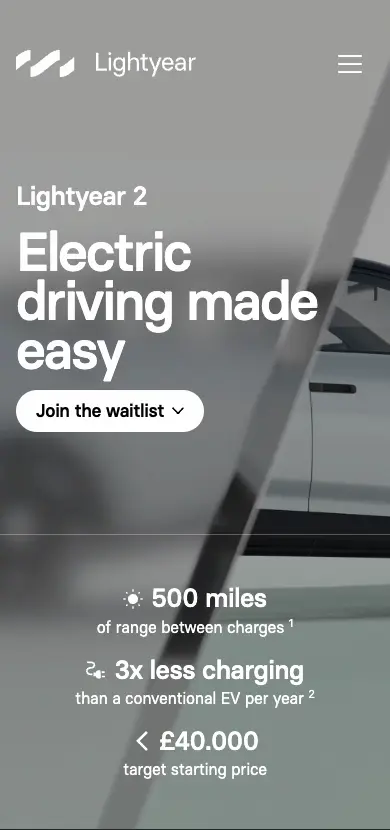 Lightyear
Lightyear 2
Electric
driving made
easy
Join the waitlist
500 miles
of range between charges ¹
3x less charging
than a conventional EV per year ²
< £40.000
target starting price